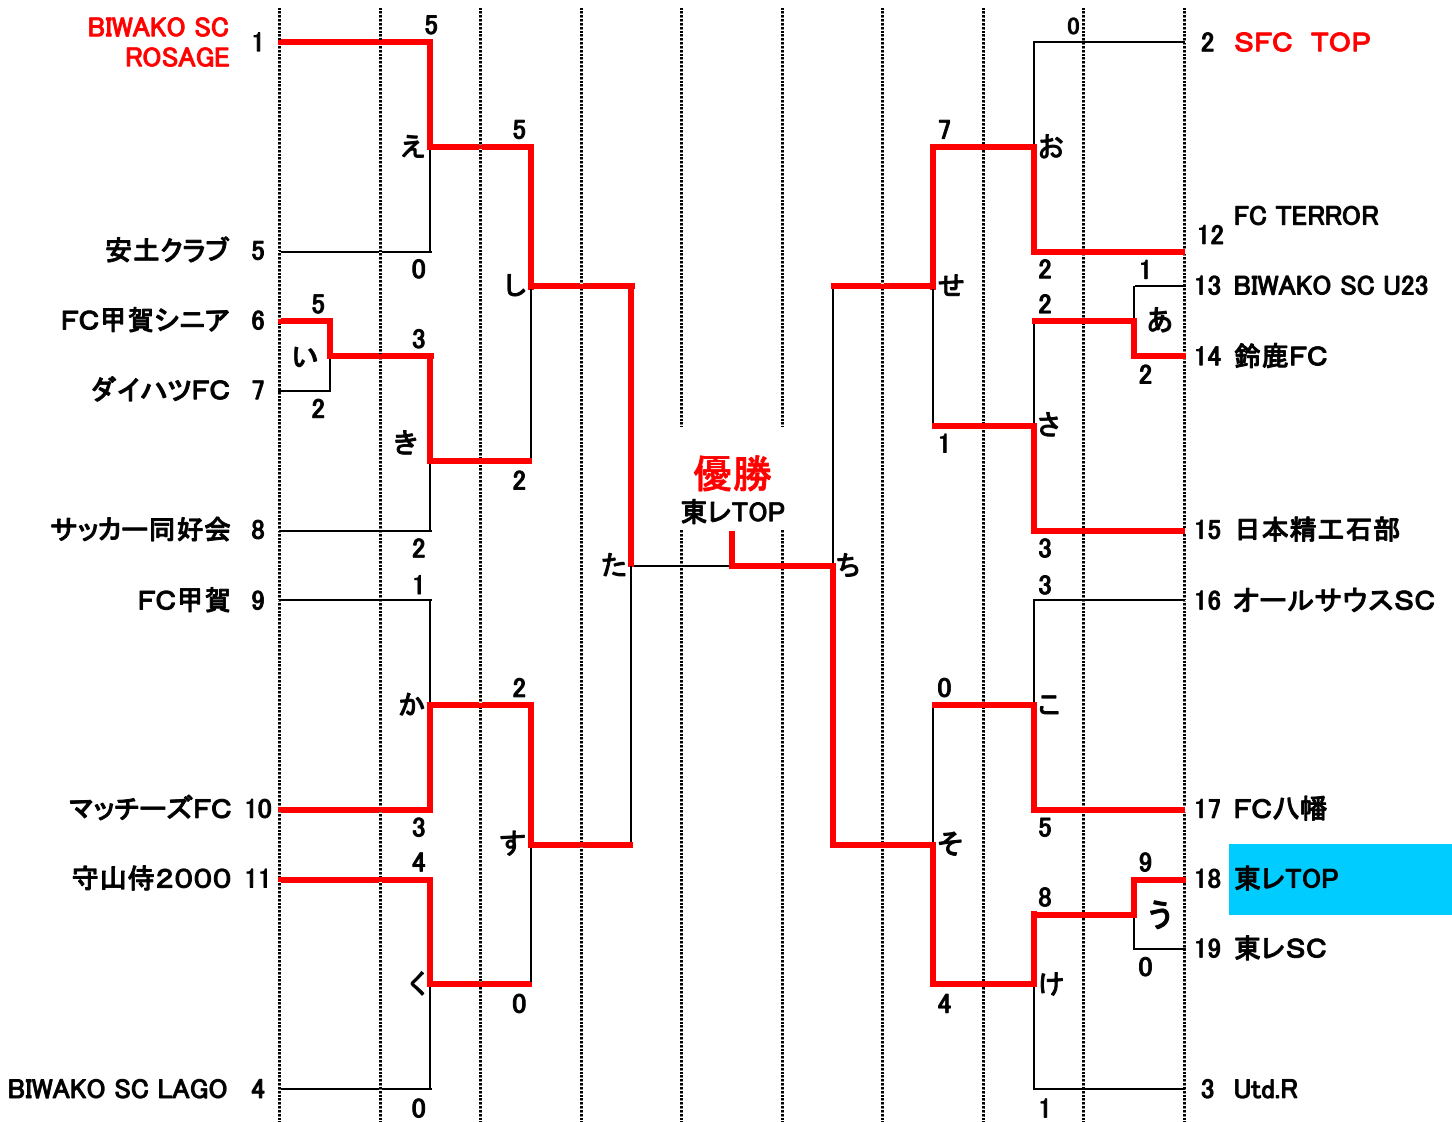 BIWAKO SC
ROSAGE
1
5
え
5
安土クラブ 5
0
し
FC甲賀シニア 6
5
い
3
ダイハツFC 7
2
き
2
サッカー同好会 8
2
た
FC甲賀 9
1
か
2
マッチーズFC 10
3
す
守山侍2000 11
4
く
0
BIWAKO SC LAGO 4
0
優勝
東レTOP
0
2 SFC TOP
7
お
12 FC TERROR
2
せ
1
13 BIWAKO SC U23
2
あ
14 鈴鹿FC
2
さ
1
15 日本精工石部
3
ち
3
16 オールサウスSC
0
こ
17 FC八幡
5
そ
9
18 東レTOP
8
う
19 東レSC
0
け
4
3 Utd.R
1